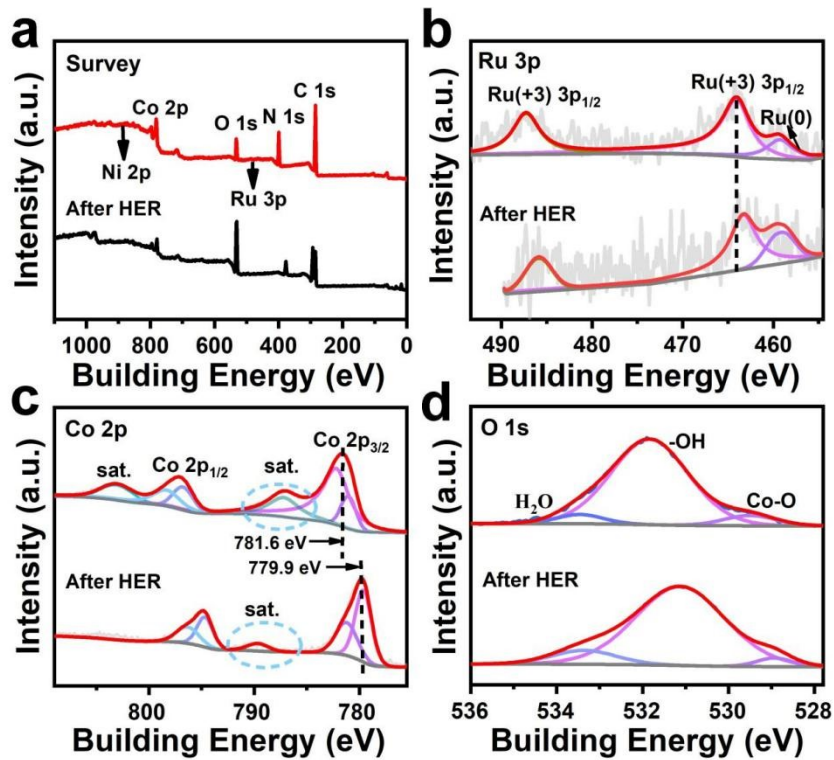 a
Survey
Co 2p
O 1s
N 1s
C 1s
Ni 2p
Ru 3p
After HER
Intensity (a.u.)
1000 800 600 400 200 0
Building Energy (eV)
b
Ru 3p
Ru(+3) 3p1/2
Ru(+3) 3p1/2
Ru(0)
After HER
Intensity (a.u.)
490 480 470 460
Building Energy (eV)
c
Co 2p
sat.
Co 2p1/2
sat.
Co 2p3/2
781.6 eV
779.9 eV
After HER
sat.
Intensity (a.u.)
800 790 780
Building Energy (eV)
d
O 1s
-OH
H2O
Co-O
After HER
Intensity (a.u.)
536 534 532 530 528
Building Energy (eV)